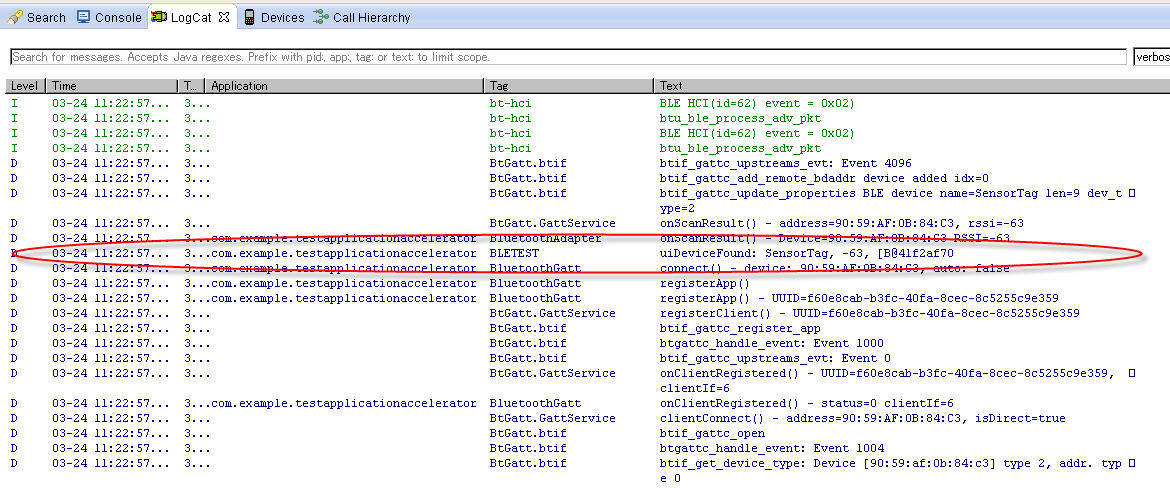 Search Console LogCat Devices Call Hierarchy
Search for messages. Accepts Java regexes. Prefix with pid:, app:, tag: or text: to limit scope. verbos
Level Time T... Application Tag Text
I 03-24 11:22:57... 3... bt-hci BLE HCI(id=62) event = 0x02)
I 03-24 11:22:57... 3... bt-hci btu_ble_process_adv_pkt
I 03-24 11:22:57... 3... bt-hci BLE HCI(id=62) event = 0x02)
I 03-24 11:22:57... 3... bt-hci btu_ble_process_adv_pkt
D 03-24 11:22:57... 3... BtGatt.btif btif_gattc_upstreams_evt: Event 4096
D 03-24 11:22:57... 3... BtGatt.btif btif_gattc_add_remote_bdaddr device added idx=0
D 03-24 11:22:57... 3... BtGatt.btif btif_gattc_update_properties BLE device name=SensorTag len=9 dev_t
ype=2
D 03-24 11:22:57... 3... BtGatt.GattService onScanResult() - address=90:59:AF:0B:84:C3, rssi=-63
D 03-24 11:22:57... 3... com.example.testapplicationaccelerator BluetoothAdapter onScanResult() - Device=90:59:AF:0B:84:C3 RSSI=-63
D 03-24 11:22:57... 3... com.example.testapplicationaccelerator BLETEST uiDeviceFound: SensorTag, -63, [B@41f2af70
D 03-24 11:22:57... 3... com.example.testapplicationaccelerator BluetoothGatt connect() - device: 90:59:AF:0B:84:C3, auto: false
D 03-24 11:22:57... 3... com.example.testapplicationaccelerator BluetoothGatt registerApp()
D 03-24 11:22:57... 3... com.example.testapplicationaccelerator BluetoothGatt registerApp() - UUID=f60e8cab-b3fc-40fa-8cec-8c5255c9e359
D 03-24 11:22:57... 3... BtGatt.GattService registerClient() - UUID=f60e8cab-b3fc-40fa-8cec-8c5255c9e359
D 03-24 11:22:57... 3... BtGatt.btif btif_gattc_register_app
D 03-24 11:22:57... 3... BtGatt.btif btgattc_handle_event: Event 1000
D 03-24 11:22:57... 3... BtGatt.btif btif_gattc_upstreams_evt: Event 0
D 03-24 11:22:57... 3... BtGatt.GattService onClientRegistered() - UUID=f60e8cab-b3fc-40fa-8cec-8c5255c9e359,
clientIf=6
D 03-24 11:22:57... 3... com.example.testapplicationaccelerator BluetoothGatt onClientRegistered() - status=0 clientIf=6
D 03-24 11:22:57... 3... BtGatt.GattService clientConnect() - address=90:59:AF:0B:84:C3, isDirect=true
D 03-24 11:22:57... 3... BtGatt.btif btif_gattc_open
D 03-24 11:22:57... 3... BtGatt.btif btgattc_handle_event: Event 1004
D 03-24 11:22:57... 3... BtGatt.btif btif_get_device_type: Device [90:59:af:0b:84:c3] type 2, addr. typ
e 0